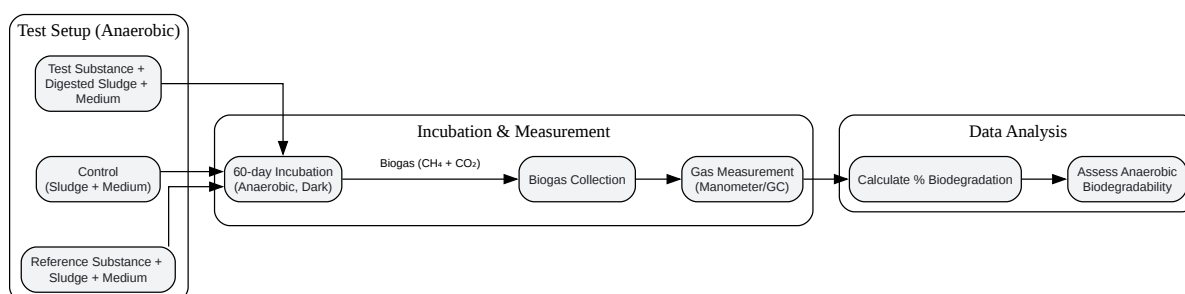 Test Setup (Anaerobic)
Test Substance +
Digested Sludge +
Medium
Control
(Sludge + Medium)
Reference Substance +
Sludge + Medium
Incubation & Measurement
60-day Incubation
(Anaerobic, Dark)
Biogas (CH₄ + CO₂)
Biogas Collection
Gas Measurement
(Manometer/GC)
Data Analysis
Calculate % Biodegradation
Assess Anaerobic
Biodegradability